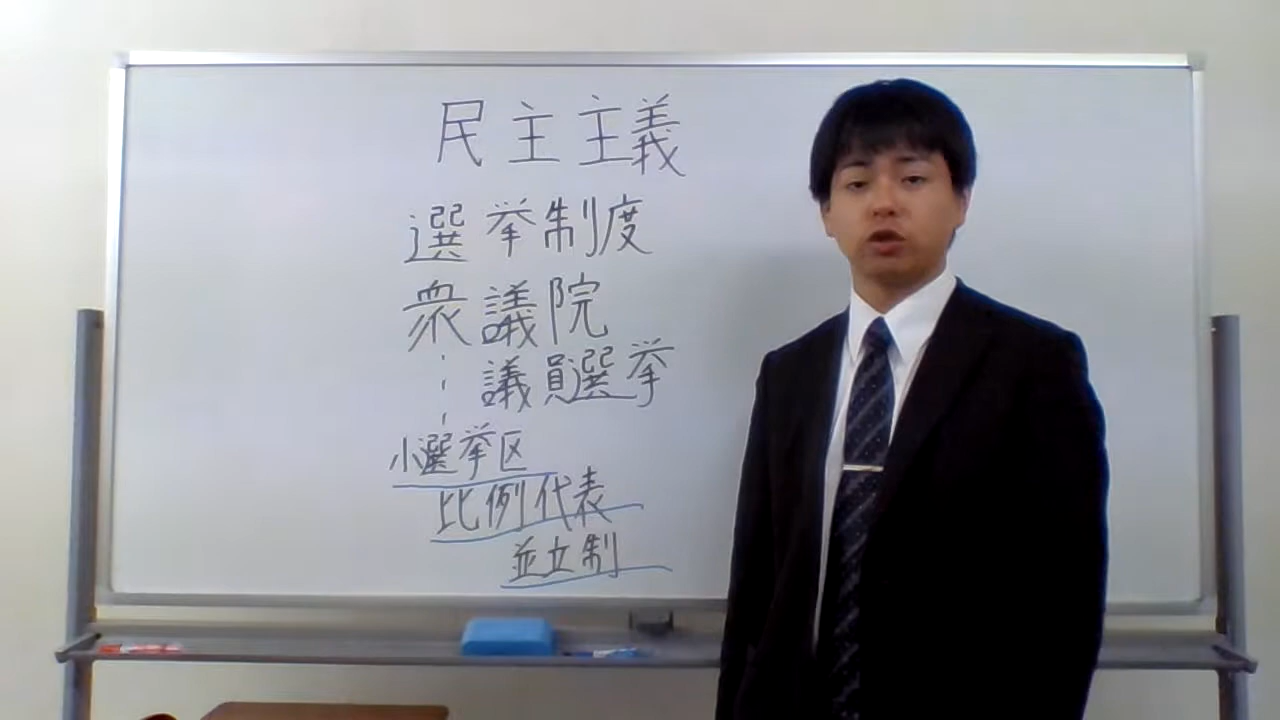 民主主義
選挙制度
衆議院
議員選挙
小選挙区
比例代表
並立制